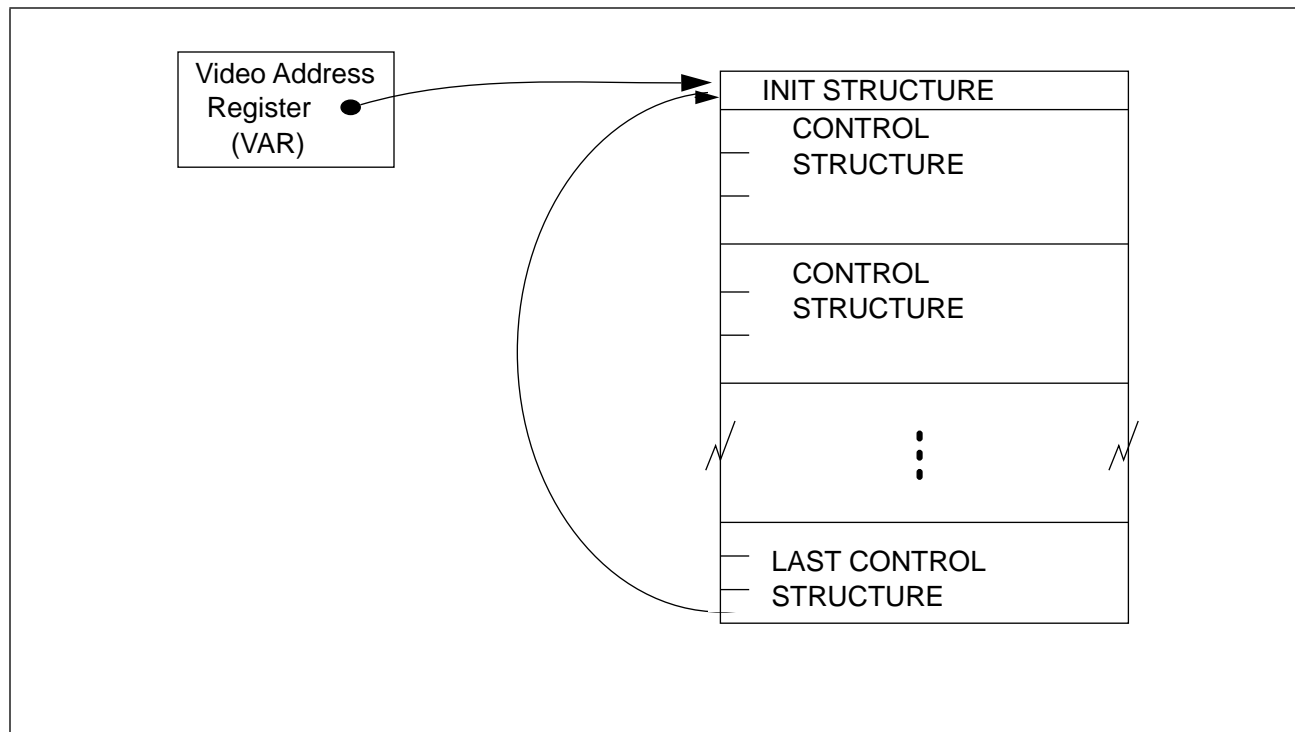 Video Address
Register
(VAR)
INIT STRUCTURE
CONTROL
STRUCTURE
CONTROL
STRUCTURE
LAST CONTROL
STRUCTURE